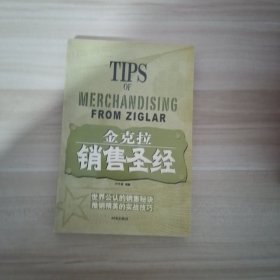 TIPS
OF
MERCHANDISING
FROM ZIGLAR
金克拉
销售圣经
世界公认的销售秘诀
推销精英的实战技巧